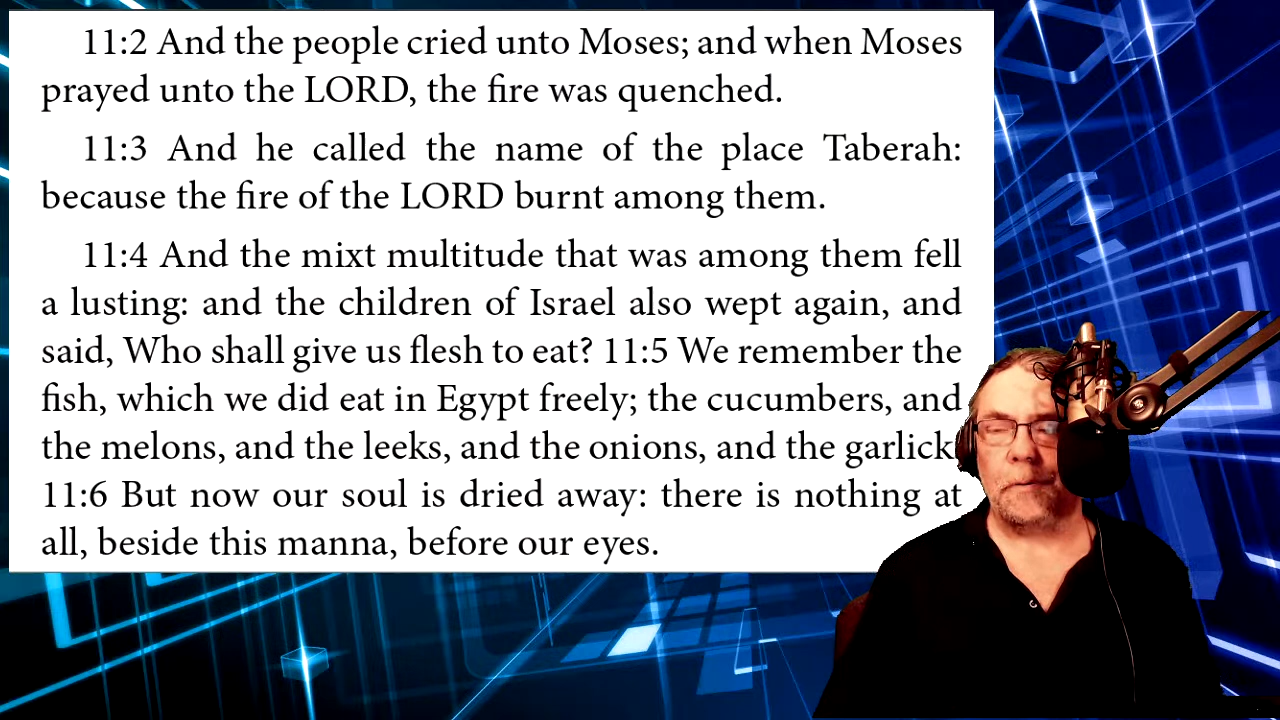 11:2 And the people cried unto Moses; and when Moses
prayed unto the LORD, the fire was quenched.
11:3 And he called the name of the place Taberah:
because the fire of the LORD burnt among them.
11:4 And the mixt multitude that was among them fell
a lusting: and the children of Israel also wept again, and
said, Who shall give us flesh to eat? 11:5 We remember the
fish, which we did eat in Egypt freely; the cucumbers, and
the melons, and the leeks, and the onions, and the garlick
11:6 But now our soul is dried away: there is nothing at
all, beside this manna, before our eyes.